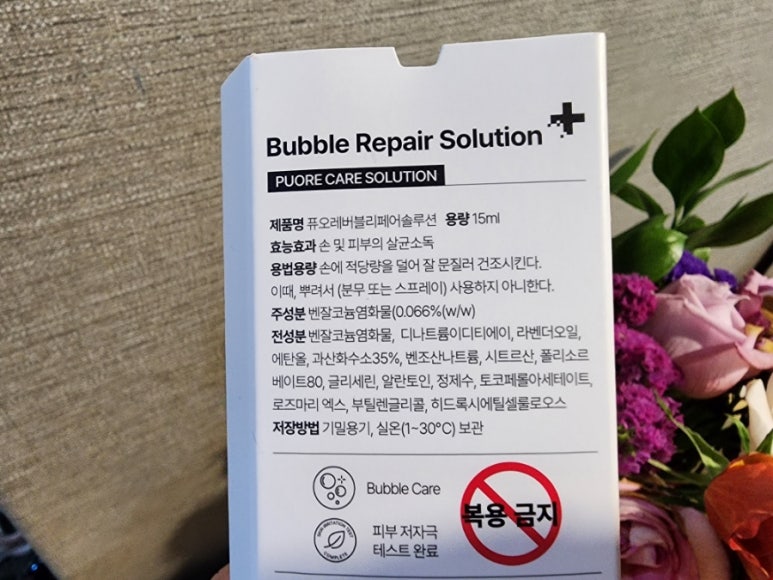 Bubble Repair Solution
PUORE CARE SOLUTION
제품명 퓨오레버블리페어솔루션 용량 15ml
효능효과 손 및 피부의 살균소독
용법용량 손에 적당량을 덜어 잘 문질러 건조시킨다.
이때, 뿌려서 (분무 또는 스프레이) 사용하지 아니한다.
주성분 벤잘코늄염화물(0.066%(w/w)
전성분 벤잘코늄염화물, 디나트륨이디티에이, 라벤더오일,
에탄올, 과산화수소35%, 벤조산나트륨, 시트르산, 폴리소르
베이트80, 글리세린, 알란토인, 정제수, 토코페롤아세테이트,
로즈마리 엑스, 부틸렌글리콜, 히드록시에틸셀룰로오스
저장방법 기밀용기, 실온(1~30°C) 보관
Bubble Care
복용 금지
SKIN IRRITATION TEST
COMPLETE
피부 저자극
테스트 완료